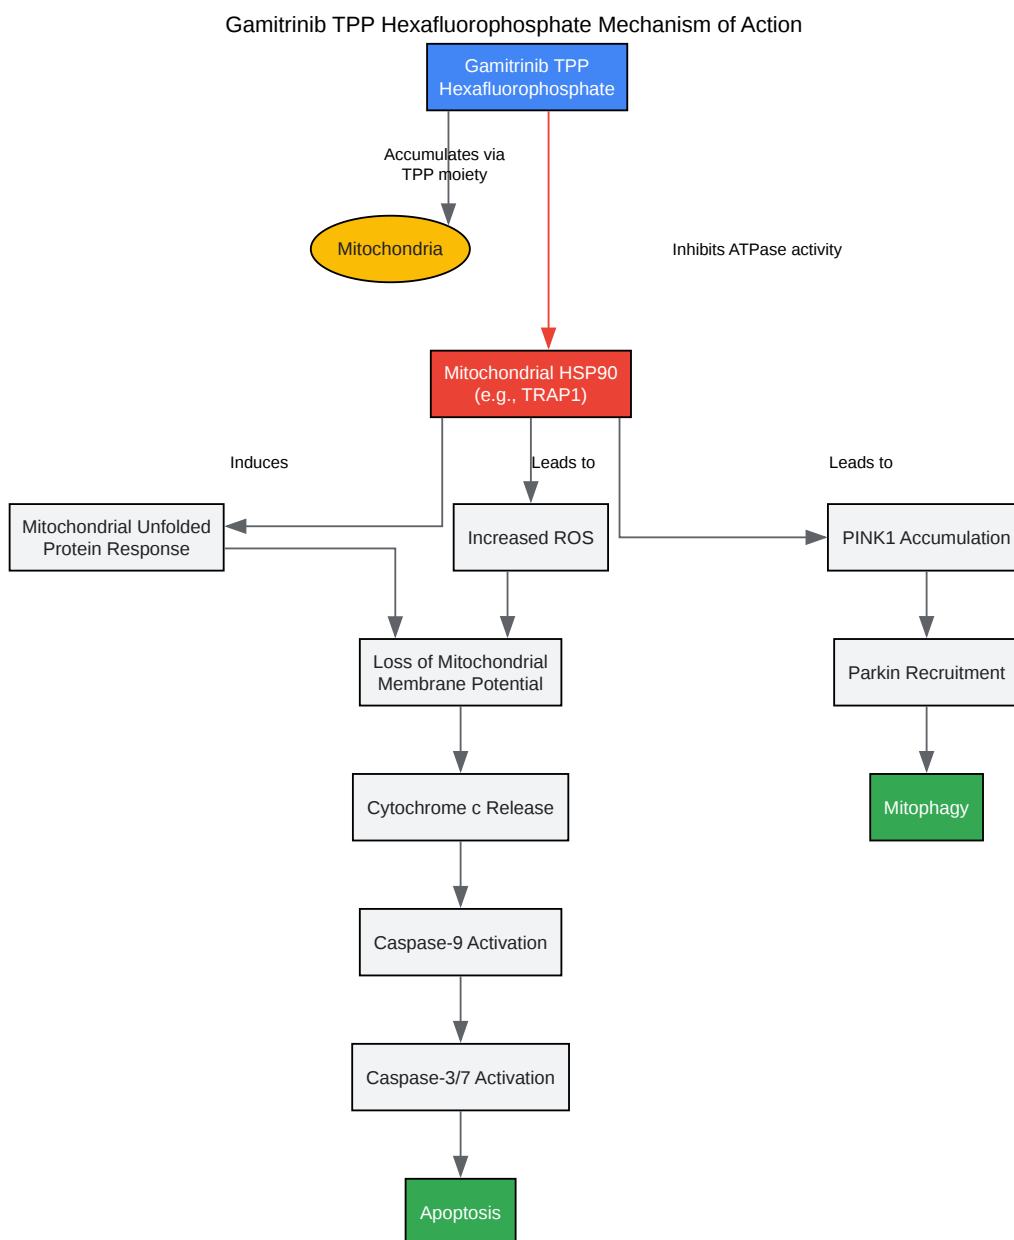 Gamitrinib TPP Hexafluorophosphate Mechanism of Action
Gamitrinib TPP
Hexafluorophosphate
Accumulates via
TPP moiety
Mitochondria
Inhibits ATPase activity
Mitochondrial HSP90
(e.g., TRAP1)
Induces
Leads to
Leads to
Mitochondrial Unfolded
Protein Response
Increased ROS
PINK1 Accumulation
Loss of Mitochondrial
Membrane Potential
Parkin Recruitment
Cytochrome c Release
Mitophagy
Caspase-9 Activation
Caspase-3/7 Activation
Apoptosis